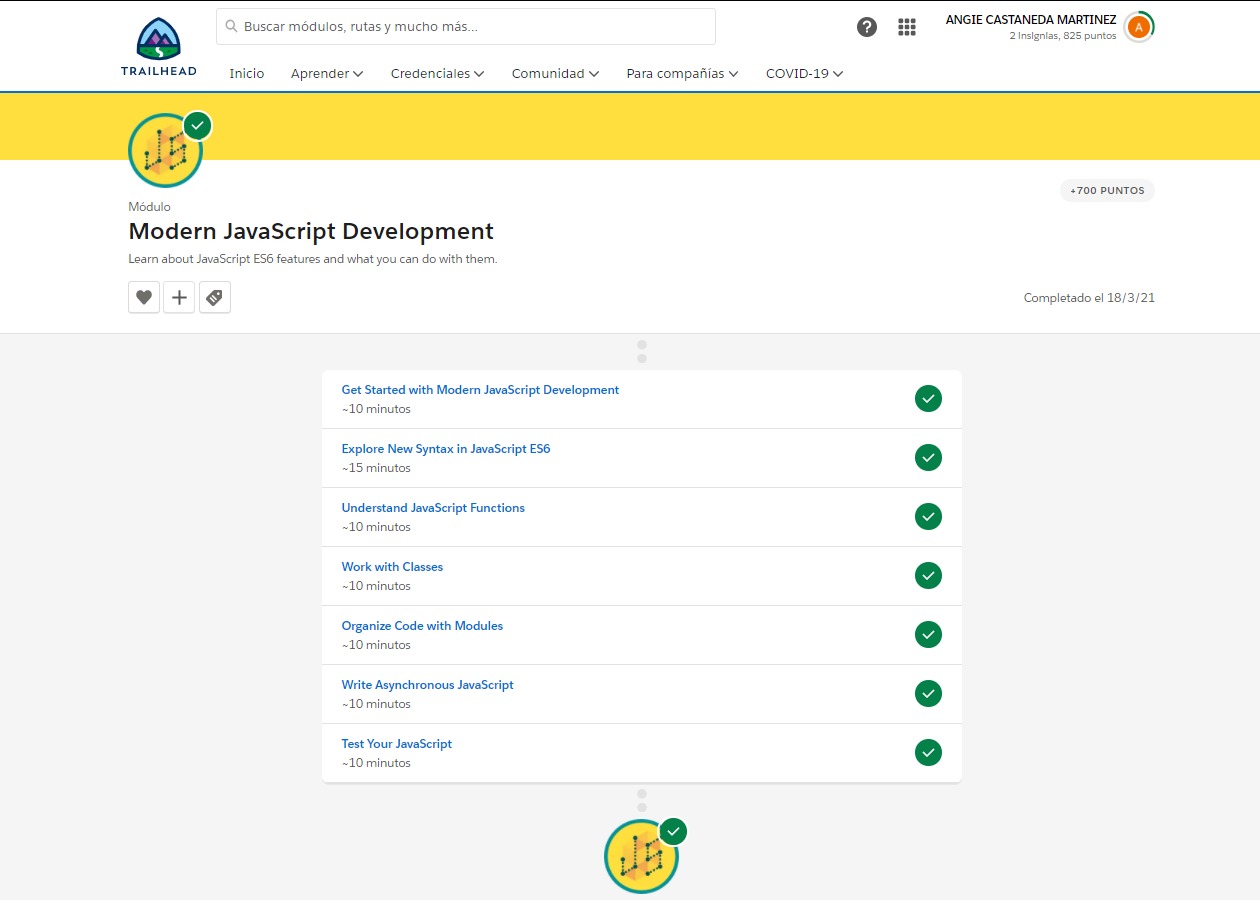 Buscar módulos, rutas y mucho más...
ANGIE CASTANEDA MARTINEZ
2 Insignias, 825 puntos
A
TRAILHEAD
Inicio
Aprender
Credenciales
Comunidad
Para compañías
COVID-19
+700 PUNTOS
Módulo
Modern JavaScript Development
Learn about JavaScript ES6 features and what you can do with them.
Completado el 18/3/21
Get Started with Modern JavaScript Development
~10 minutos
Explore New Syntax in JavaScript ES6
~15 minutos
Understand JavaScript Functions
~10 minutos
Work with Classes
~10 minutos
Organize Code with Modules
~10 minutos
Write Asynchronous JavaScript
~10 minutos
Test Your JavaScript
~10 minutos